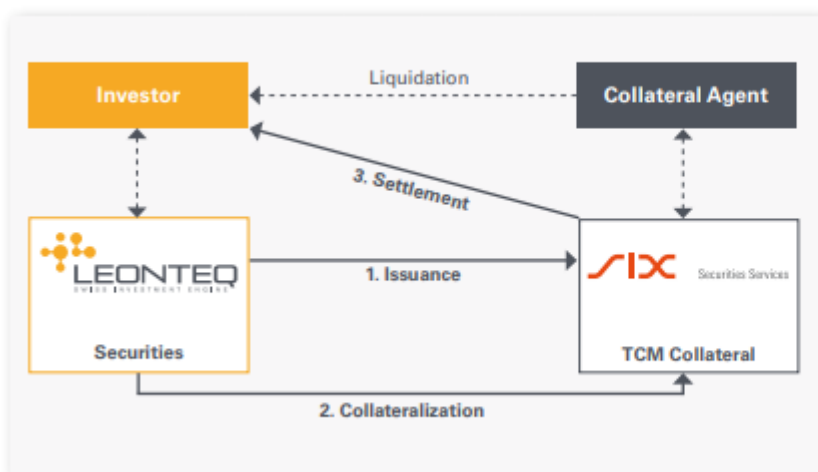 Investor
Liquidation
Collateral Agent
3. Settlement
LEONTEQ
SWISS INVESTMENT ENGINE
1. Issuance
SIX
Securities Services
Securities
TCM Collateral
2. Collateralization